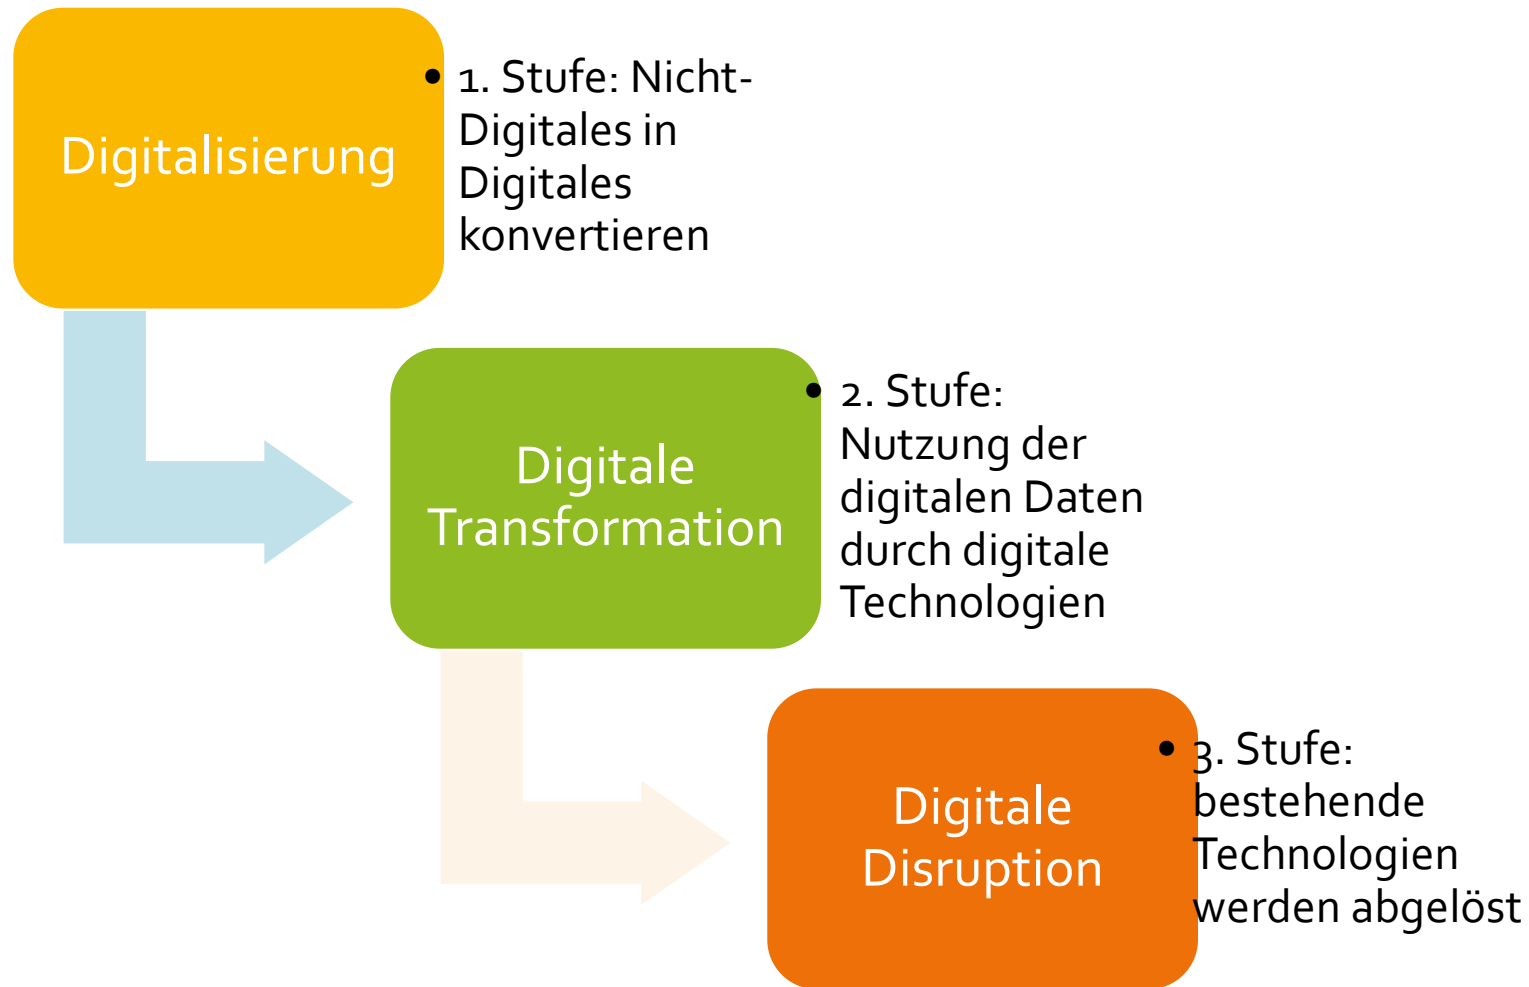 Digitalisierung
• 1. Stufe: Nicht-
Digitales in
Digitales
konvertieren
Digitale
Transformation
• 2. Stufe:
Nutzung der
digitalen Daten
durch digitale
Technologien
Digitale
Disruption
• 3. Stufe:
bestehende
Technologien
werden abgelöst